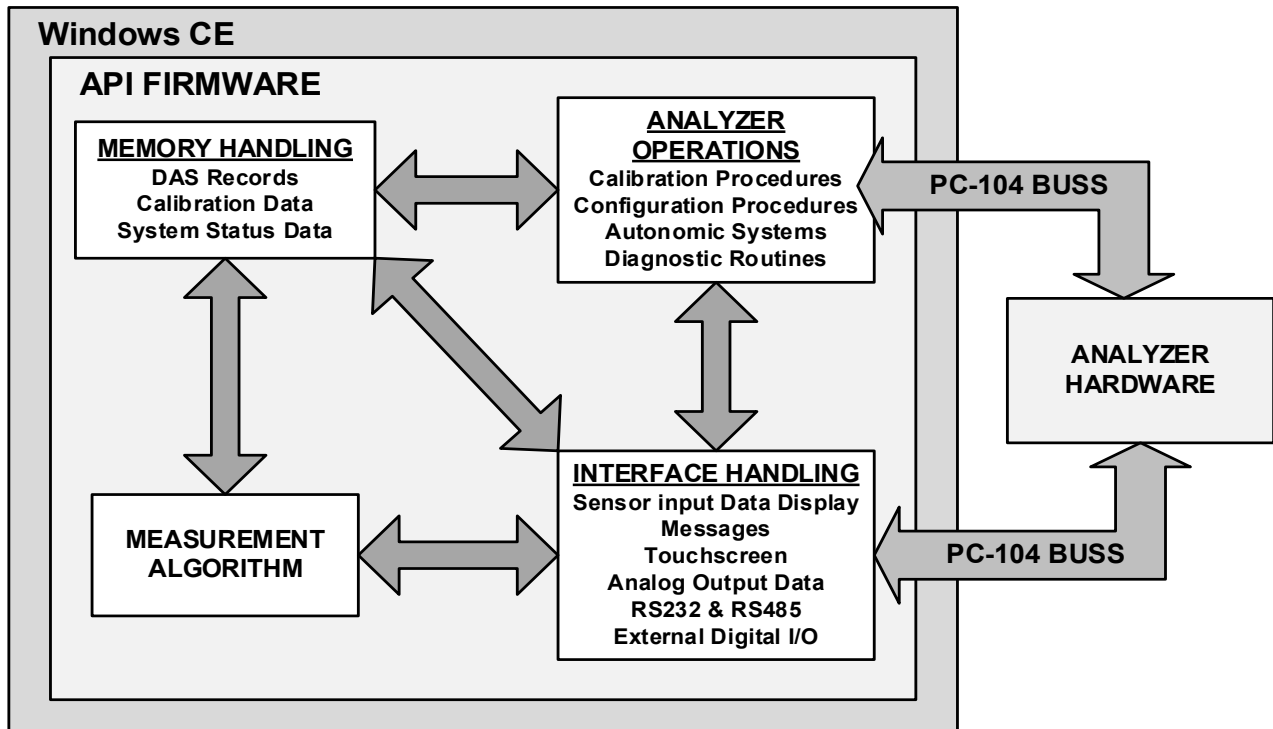 Windows CE
API FIRMWARE
MEMORY HANDLING
DAS Records
Calibration Data
System Status Data
ANALYZER
OPERATIONS
Calibration Procedures
Configuration Procedures
Autonomic Systems
Diagnostic Routines
PC-104 BUSS
ANALYZER
HARDWARE
MEASUREMENT
ALGORITHM
INTERFACE HANDLING
Sensor input Data Display
Messages
Touchscreen
Analog Output Data
RS232 & RS485
External Digital I/O
PC-104 BUSS